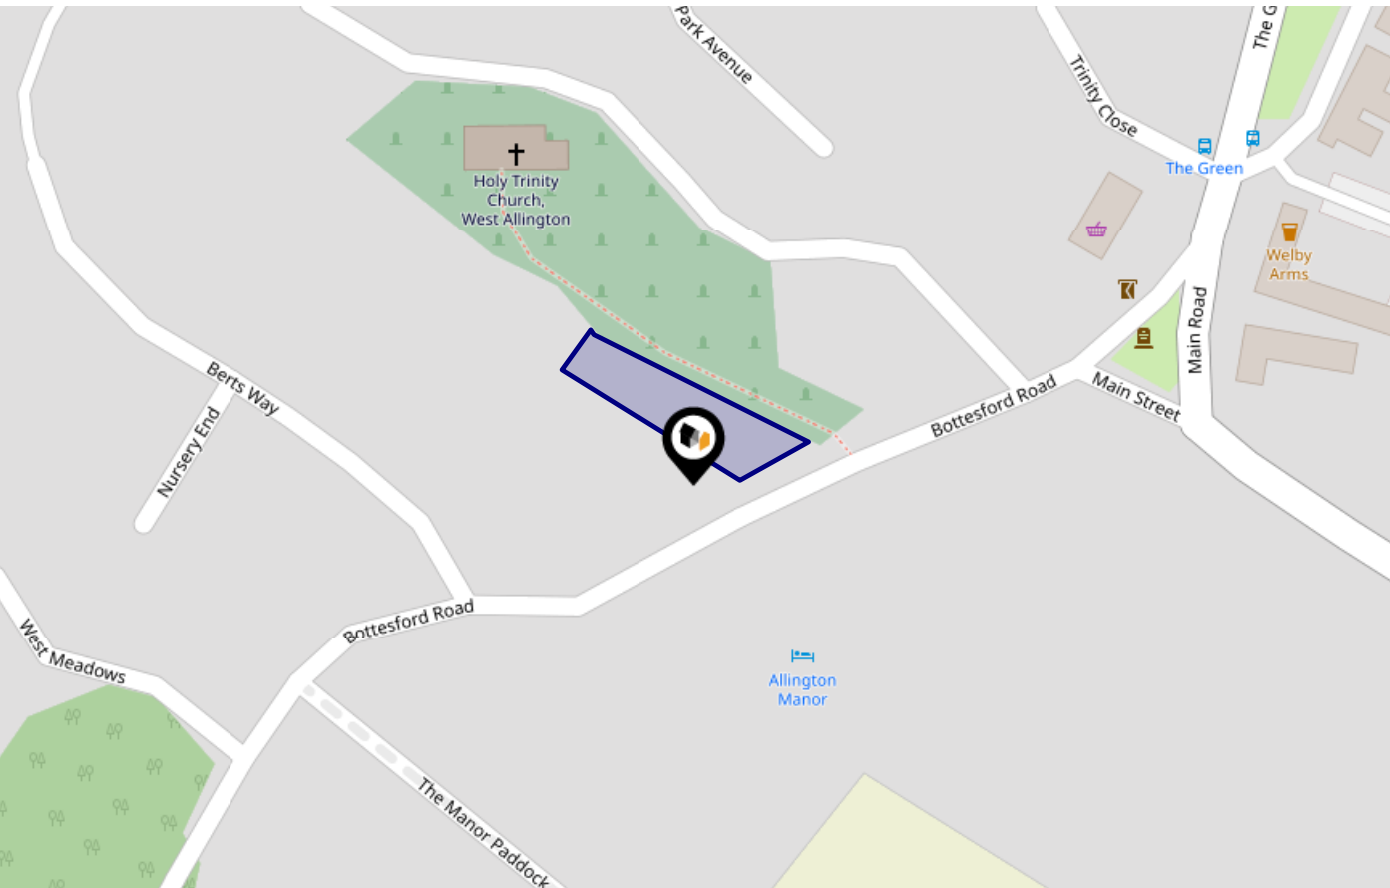 Park Avenue
The G
Trinity Close
The Green
Holy Trinity
Church,
West Allington
Welby
Arms
Main Road
Berts Way
Bottesford Road
Main Street
Nursery End
Bottesford Road
West Meadows
Allington
Manor
The Manor Paddock